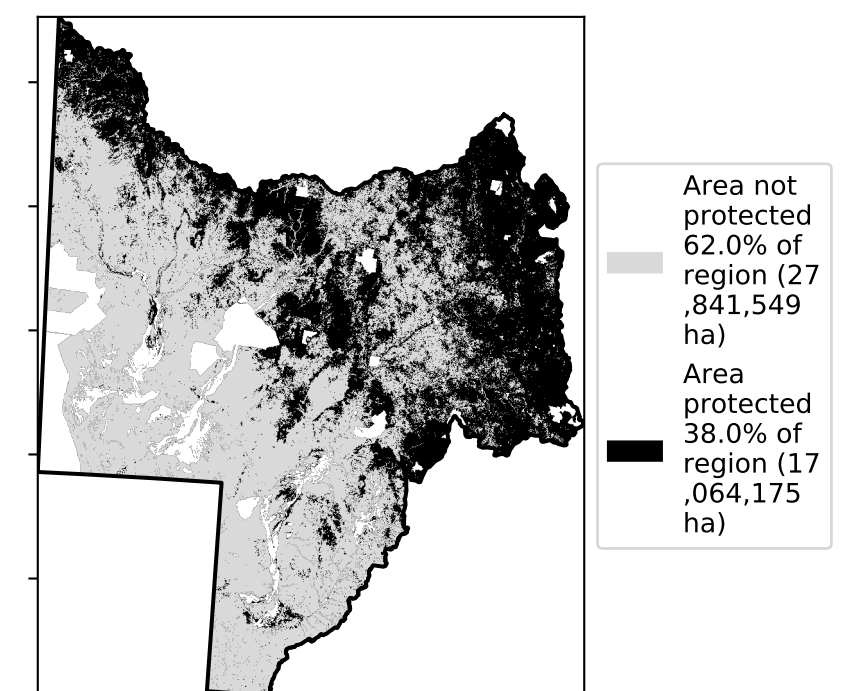 Area not
protected
62.0% of
region (27
,841,549
ha)
Area
protected
38.0% of
region (17
,064,175
ha)